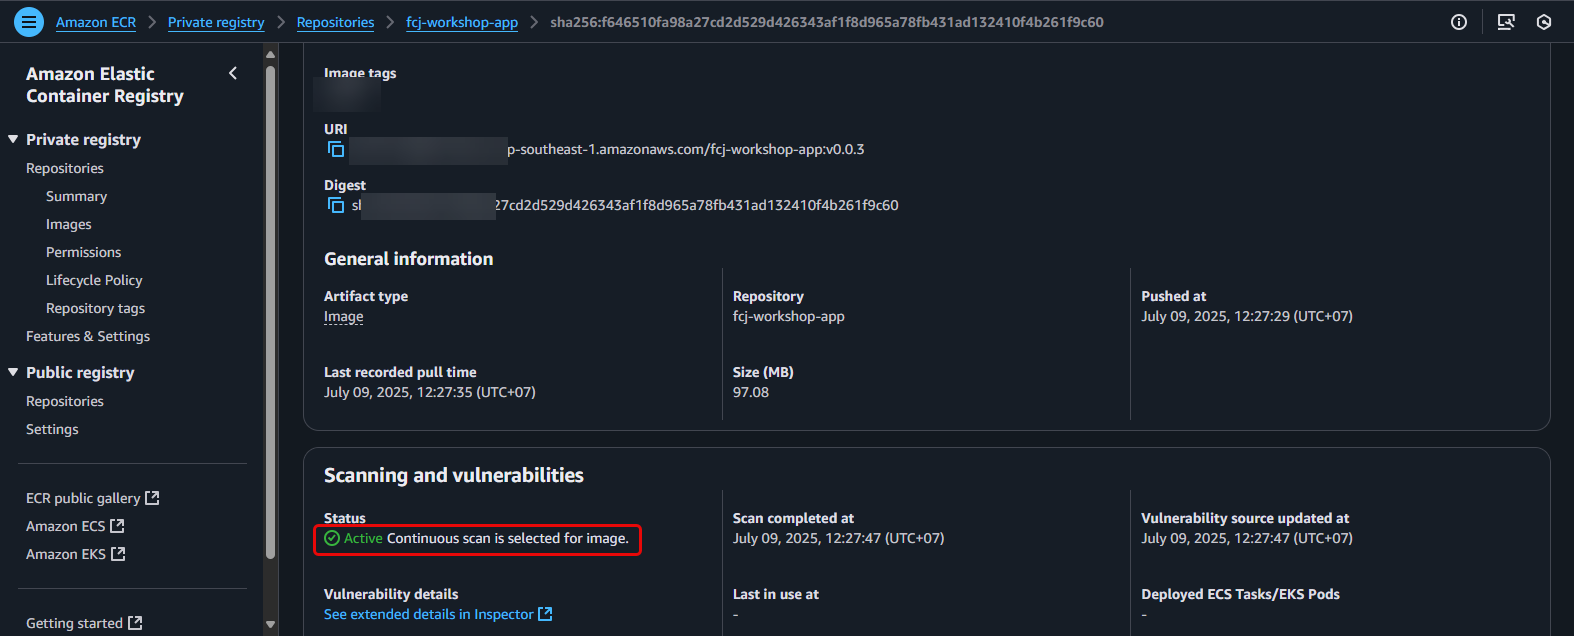 Amazon ECR
Private registry
Repositories
fcj-workshop-app
sha256:f646510fa98a27cd2d529d426343af1f8d965a78fb431ad132410f4b261f9c60
Amazon Elastic
Container Registry
Private registry
Repositories
Summary
Images
Permissions
Lifecycle Policy
Repository tags
Features & Settings
Public registry
Repositories
Settings
ECR public gallery
Amazon ECS
Amazon EKS
Getting started
Image tags
URI
p-southeast-1.amazonaws.com/fcj-workshop-app:v0.0.3
Digest
27cd2d529d426343af1f8d965a78fb431ad132410f4b261f9c60
General information
Artifact type
Image
Repository
fcj-workshop-app
Pushed at
July 09, 2025, 12:27:29 (UTC+07)
Last recorded pull time
July 09, 2025, 12:27:35 (UTC+07)
Size (MB)
97.08
Scanning and vulnerabilities
Status
Active Continuous scan is selected for image.
Scan completed at
July 09, 2025, 12:27:47 (UTC+07)
Vulnerability source updated at
July 09, 2025, 12:27:47 (UTC+07)
Vulnerability details
See extended details in Inspector
Last in use at
-
Deployed ECS Tasks/EKS Pods
-